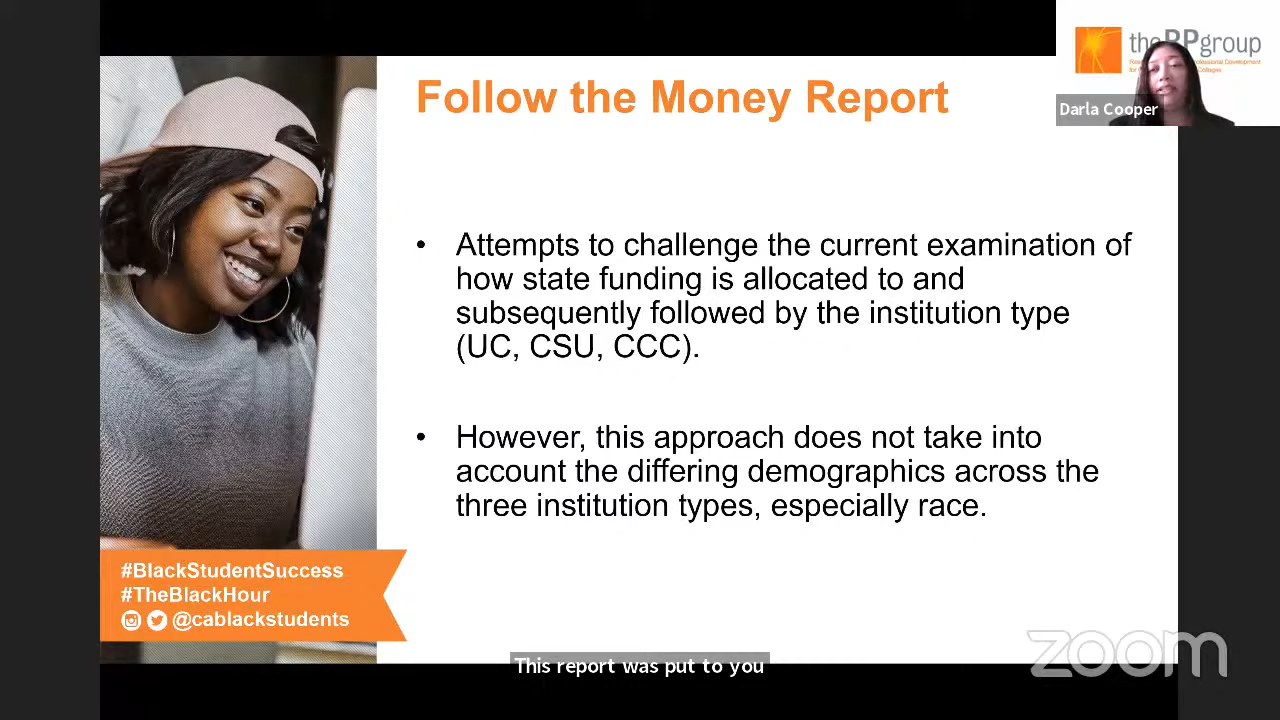 Follow the Money Report
theRPgroup
Darla Cooper
• Attempts to challenge the current examination of
how state funding is allocated to and
subsequently followed by the institution type
(UC, CSU, CCC).
• However, this approach does not take into
account the differing demographics across the
three institution types, especially race.
#BlackStudentSuccess
#TheBlackHour
@cablackstudents
zoom
This report was put to you